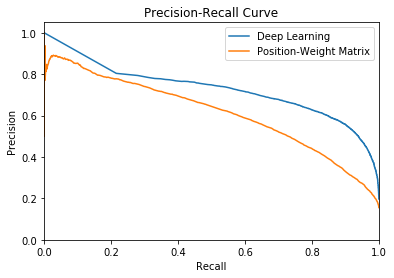 Precision-Recall Curve
Deep Learning
Position-Weight Matrix
Precision
1.0
0.8
0.6
0.4
0.2
0.0
0.0 0.2 0.4 0.6 0.8 1.0
Recall